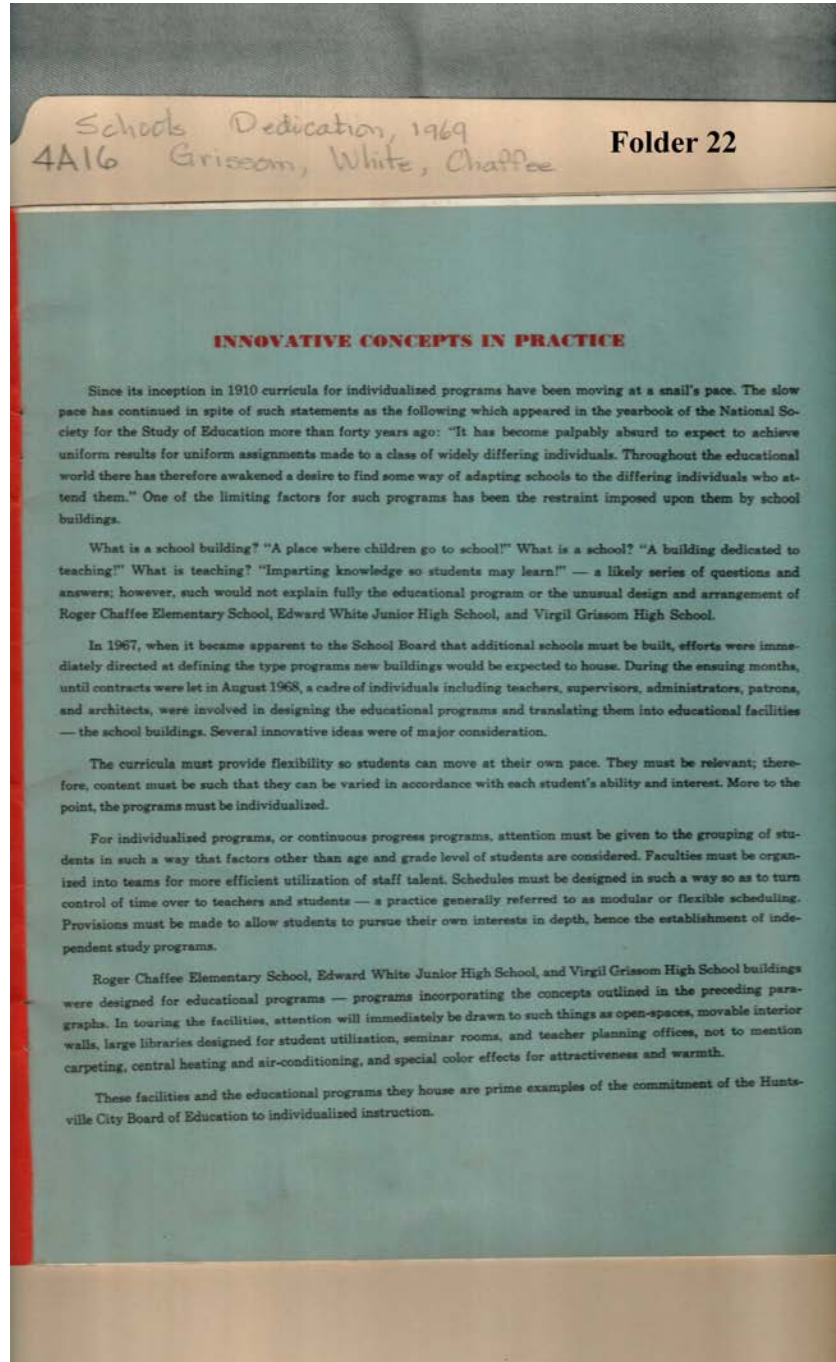 Schools Dedication, 1969
4A16 Grissom, White, Chaffee
Folder 22
INNOVATIVE CONCEPTS IN PRACTICE
Since its inception in 1910 curricula for individualized programs have been moving at a snail's pace. The slow
pace has continued in spite of such statements as the following which appeared in the yearbook of the National So-
ciety for the Study of Education more than forty years ago: "It has become palpably absurd to expect to achieve
uniform results for uniform assignments made to a class of widely differing individuals. Throughout the educational
world there has therefore awakened a desire to find some way of adapting schools to the differing individuals who at-
tend them." One of the limiting factors for such programs has been the restraint imposed upon them by school
buildings.
What is a school building? "A place where children go to school!" What is a school? "A building dedicated to
teaching!" What is teaching? "Imparting knowledge so students may learn!" — a likely series of questions and
answers; however, such would not explain fully the educational program or the unusual design and arrangement of
Roger Chaffee Elementary School, Edward White Junior High School, and Virgil Grissom High School.
In 1967, when it became apparent to the School Board that additional schools must be built, efforts were imme-
diately directed at defining the type programs new buildings would be expected to house. During the ensuing months,
until contracts were let in August 1968, a cadre of individuals including teachers, supervisors, administrators, patrons,
and architects, were involved in designing the educational programs and translating them into educational facilities
— the school buildings. Several innovative ideas were of major consideration.
The curricula must provide flexibility so students can move at their own pace. They must be relevant; there-
fore, content must be such that they can be varied in accordance with each student's ability and interest. More to the
point, the programs must be individualized.
For individualized programs, or continuous progress programs, attention must be given to the grouping of stu-
dents in such a way that factors other than age and grade level of students are considered. Faculties must be organ-
ized into teams for more efficient utilization of staff talent. Schedules must be designed in such a way so as to turn
control of time over to teachers and students — a practice generally referred to as modular or flexible scheduling.
Provisions must be made to allow students to pursue their own interests in depth, hence the establishment of inde-
pendent study programs.
Roger Chaffee Elementary School, Edward White Junior High School, and Virgil Grissom High School buildings
were designed for educational programs — programs incorporating the concepts outlined in the preceding para-
graphs. In touring the facilities, attention will immediately be drawn to such things as open-spaces, movable interior
walls, large libraries designed for student utilization, seminar rooms, and teacher planning offices, not to mention
carpeting, central heating and air-conditioning, and special color effects for attractiveness and warmth.
These facilities and the educational programs they house are prime examples of the commitment of the Hunts-
ville City Board of Education to individualized instruction.